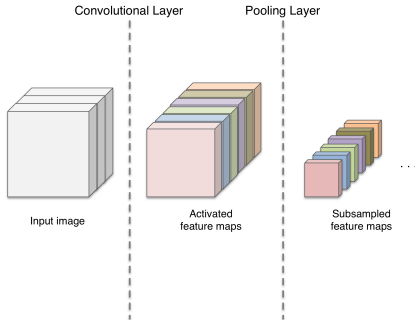 Convolutional Layer
Pooling Layer
Input image
Activated
feature maps
Subsampled
feature maps
. . .